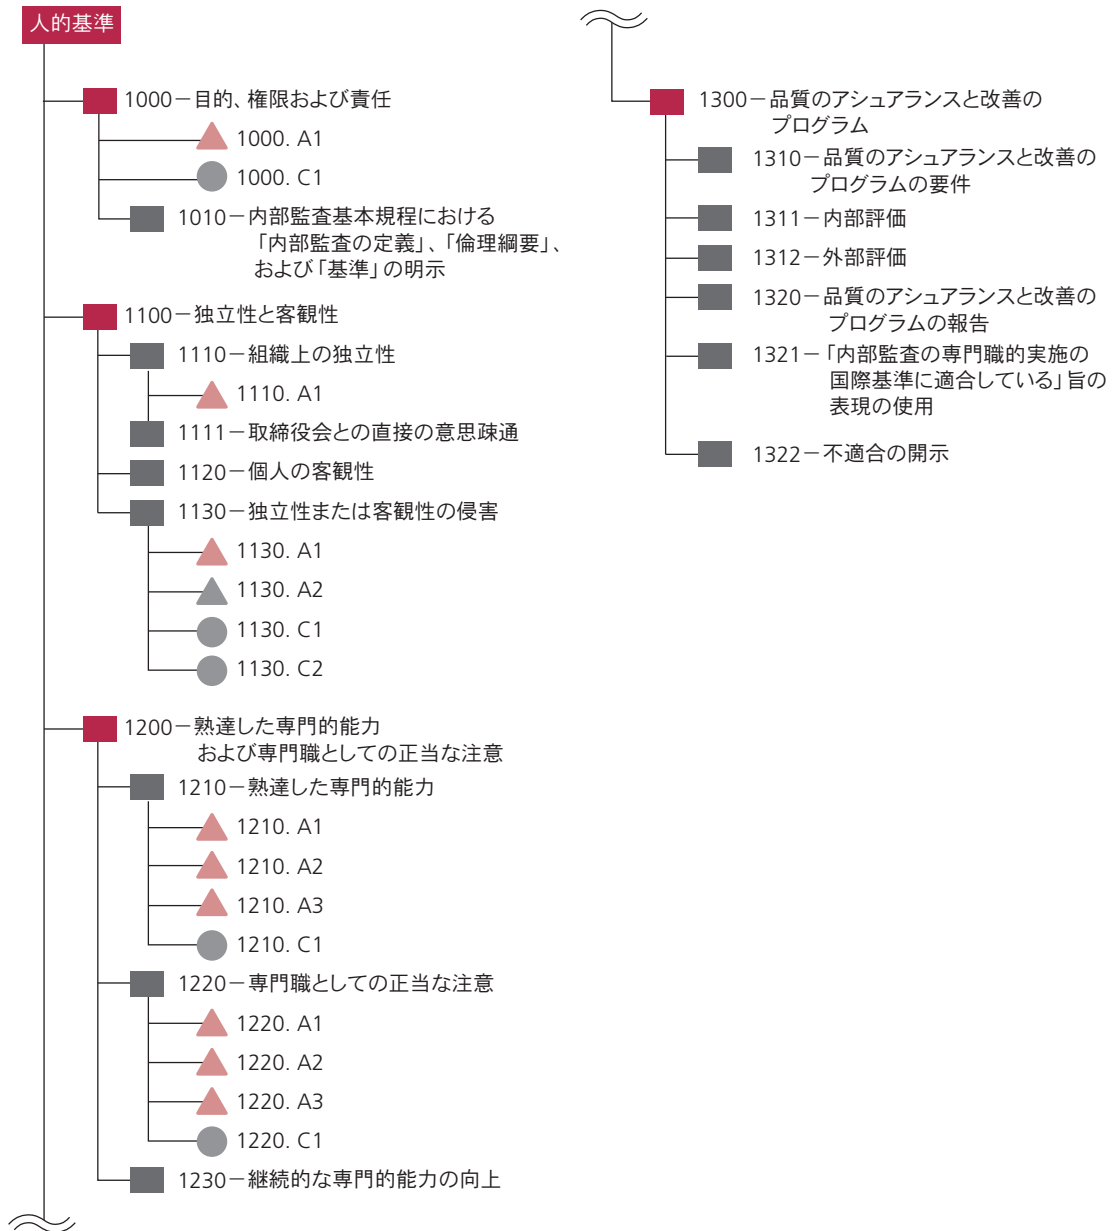 人的基準
1000－目的、権限および責任
1000. A1
1000. C1
1010－内部監査基本規程における
「内部監査の定義」、「倫理綱要」、
および「基準」の明示
1100－独立性と客観性
1110－組織上の独立性
1110. A1
1111－取締役会との直接の意思疎通
1120－個人の客観性
1130－独立性または客観性の侵害
1130. A1
1130. A2
1130. C1
1130. C2
1200－熟達した専門的能力
および専門職としての正当な注意
1210－熟達した専門的能力
1210. A1
1210. A2
1210. A3
1210. C1
1220－専門職としての正当な注意
1220. A1
1220. A2
1220. A3
1220. C1
1230－継続的な専門的能力の向上
1300－品質のアシュアランスと改善の
プログラム
1310－品質のアシュアランスと改善の
プログラムの要件
1311－内部評価
1312－外部評価
1320－品質のアシュアランスと改善の
プログラムの報告
1321－「内部監査の専門職的実施の
国際基準に適合している」旨の
表現の使用
1322－不適合の開示